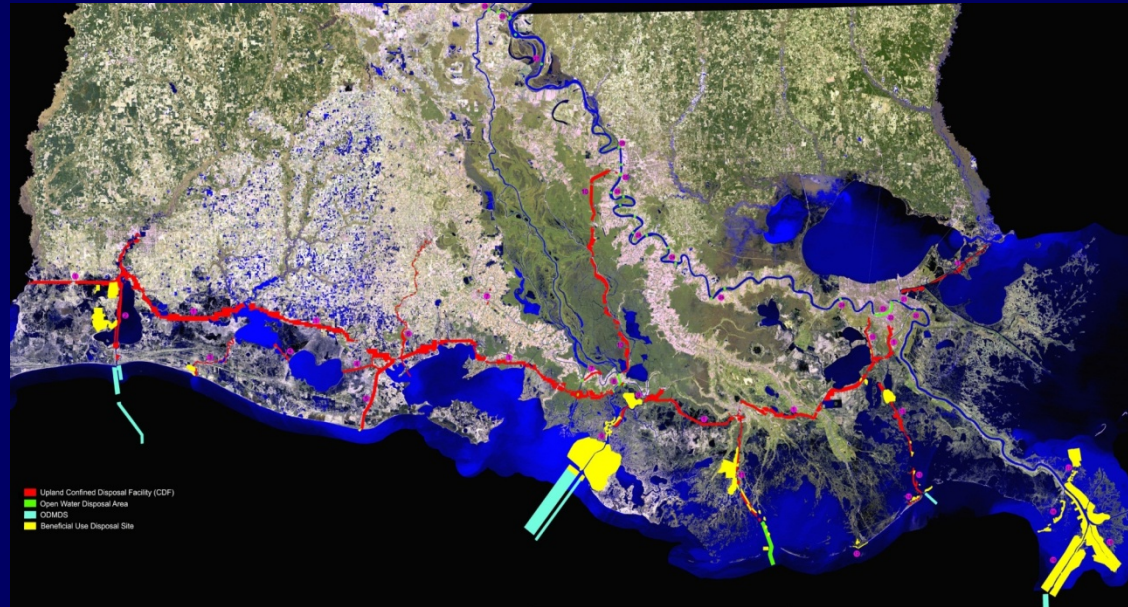 Upland Confined Disposal Facility (CDF)
Open Water Disposal Area
ODMDS
Beneficial Use Disposal Site